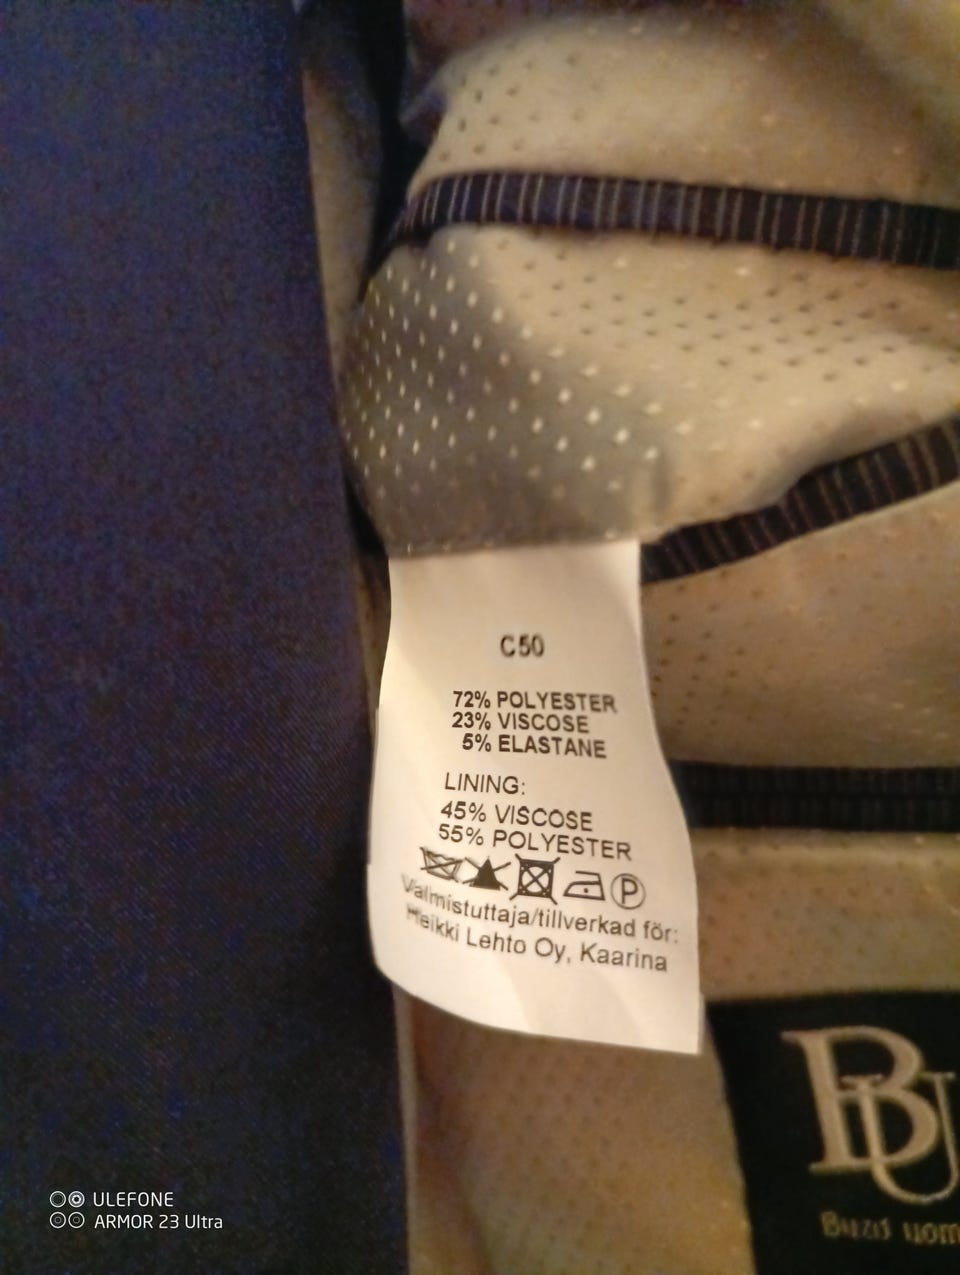 C50
72% POLYESTER
23% VISCOSE
5% ELASTANE
LINING:
45% VISCOSE
55% POLYESTER
P
Valmistuttaja/tillverkad för:
Heikki Lehto Oy, Kaarina
BU
uom
ULEFONE
ARMOR 23 Ultra